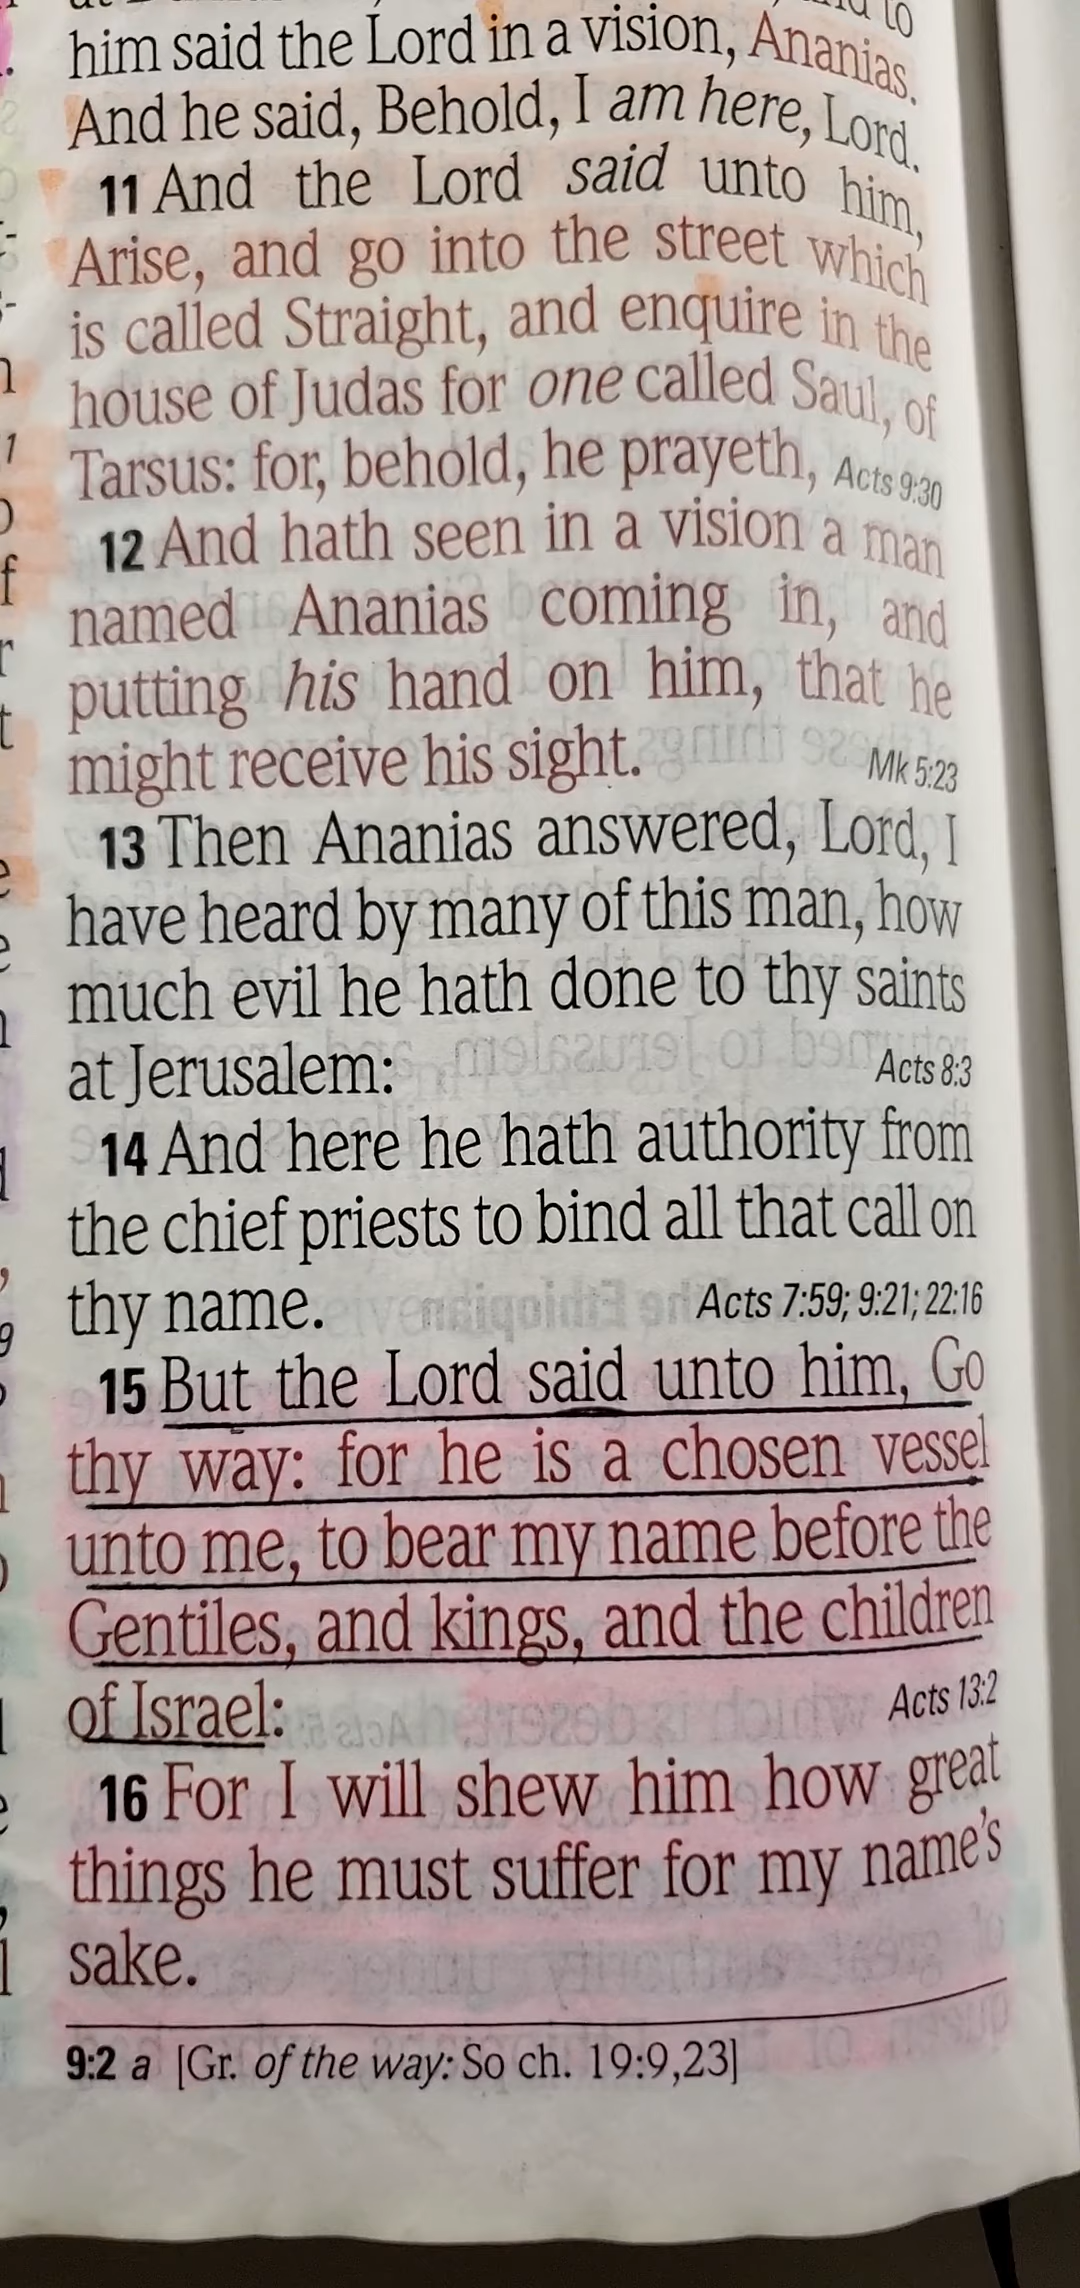 to
him said the Lord in a vision, Ananias.
And he said, Behold, I am here, Lord.
11 And the Lord said unto him,
Arise, and go into the street which
is called Straight, and enquire in the
house of Judas for one called Saul, of
Tarsus: for, behold, he prayeth, Acts 9:30
12 And hath seen in a vision a man
named Ananias coming in, and
putting his hand on him, that he
might receive his sight. Mk 5:23
13 Then Ananias answered, Lord, I
have heard by many of this man, how
much evil he hath done to thy saints
at Jerusalem: Acts 8:3
14 And here he hath authority from
the chief priests to bind all that call on
thy name. Acts 7:59; 9:21; 22:16
15 But the Lord said unto him, Go
thy way: for he is a chosen vessel
unto me, to bear my name before the
Gentiles, and kings, and the children
of Israel: Acts 13:2
16 For I will shew him how great
things he must suffer for my name's
sake.
9:2 a [Gr. of the way: So ch. 19:9,23]